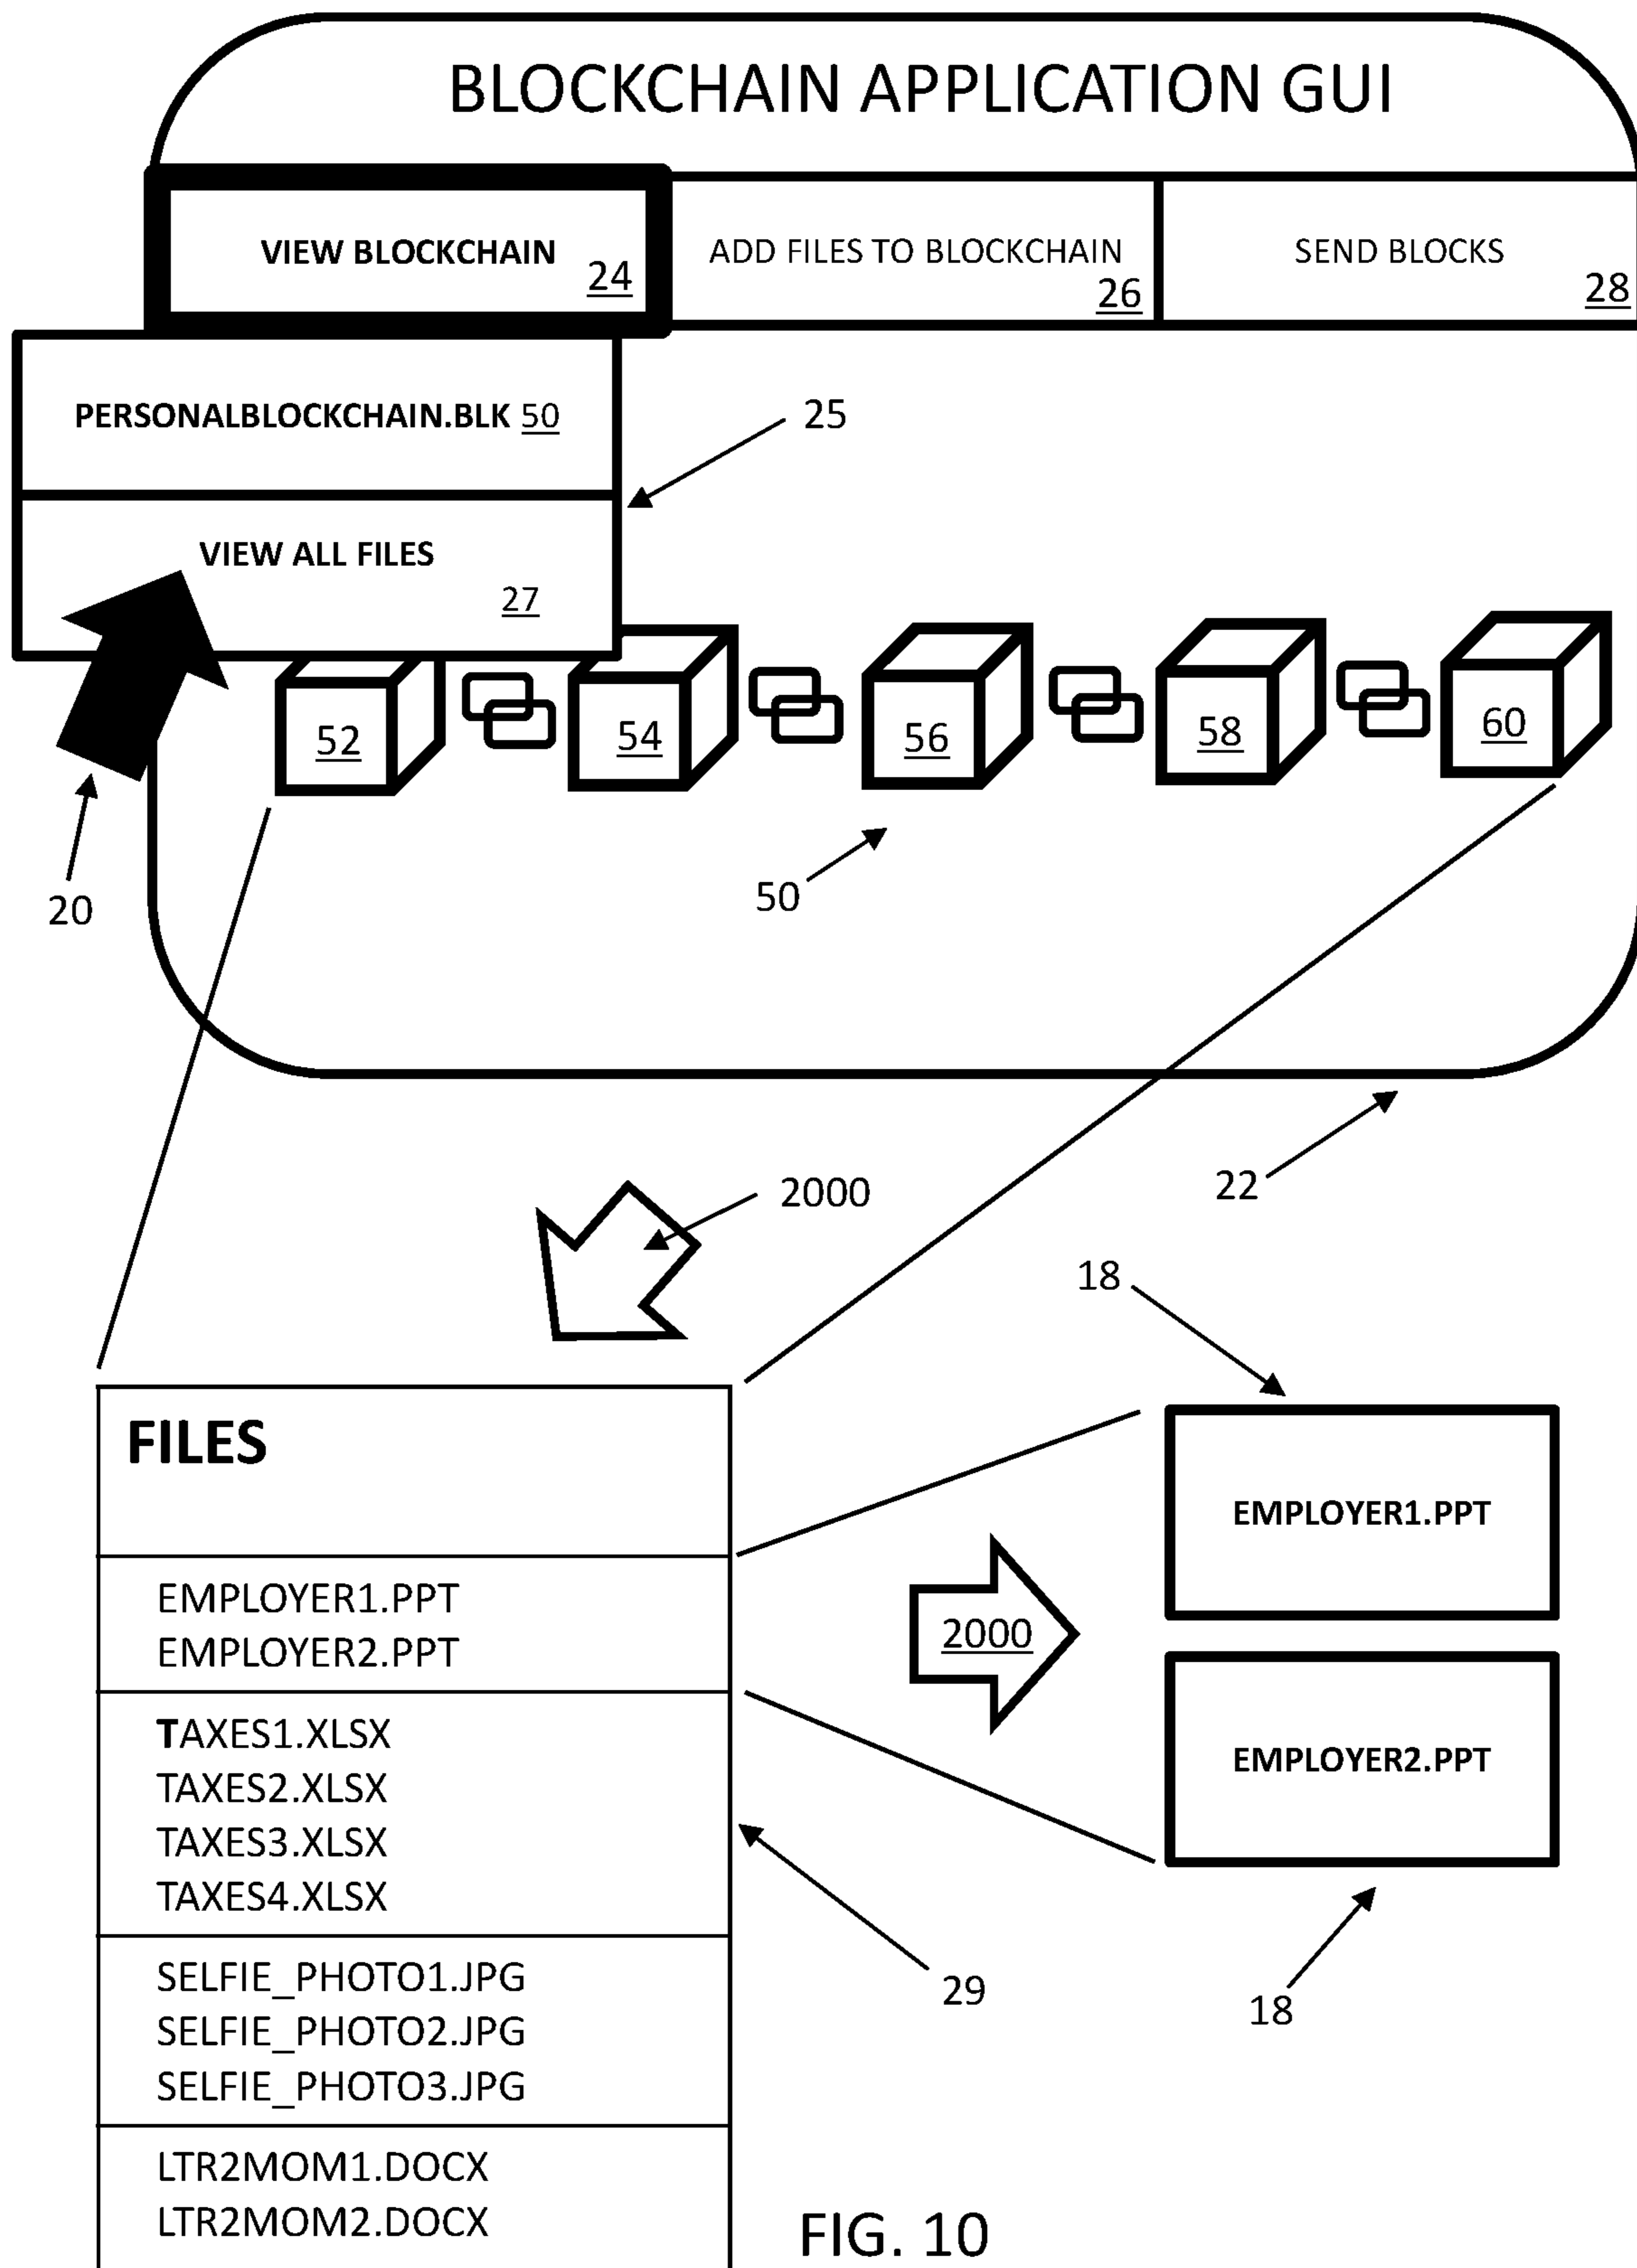 BLOCKCHAIN APPLICATION GUI
VIEW BLOCKCHAIN
24
ADD FILES TO BLOCKCHAIN
26
SEND BLOCKS
28
PERSONALBLOCKCHAIN.BLK 50
25
VIEW ALL FILES
27
52
54
56
58
60
20
50
22
2000
18
FILES
EMPLOYER1.PPT
EMPLOYER2.PPT
TAXES1.XLSX
TAXES2.XLSX
TAXES3.XLSX
TAXES4.XLSX
SELFIE_PHOTO1.JPG
SELFIE_PHOTO2.JPG
SELFIE_PHOTO3.JPG
LTR2MOM1.DOCX
LTR2MOM2.DOCX
2000
EMPLOYER1.PPT
EMPLOYER2.PPT
29
18
FIG. 10